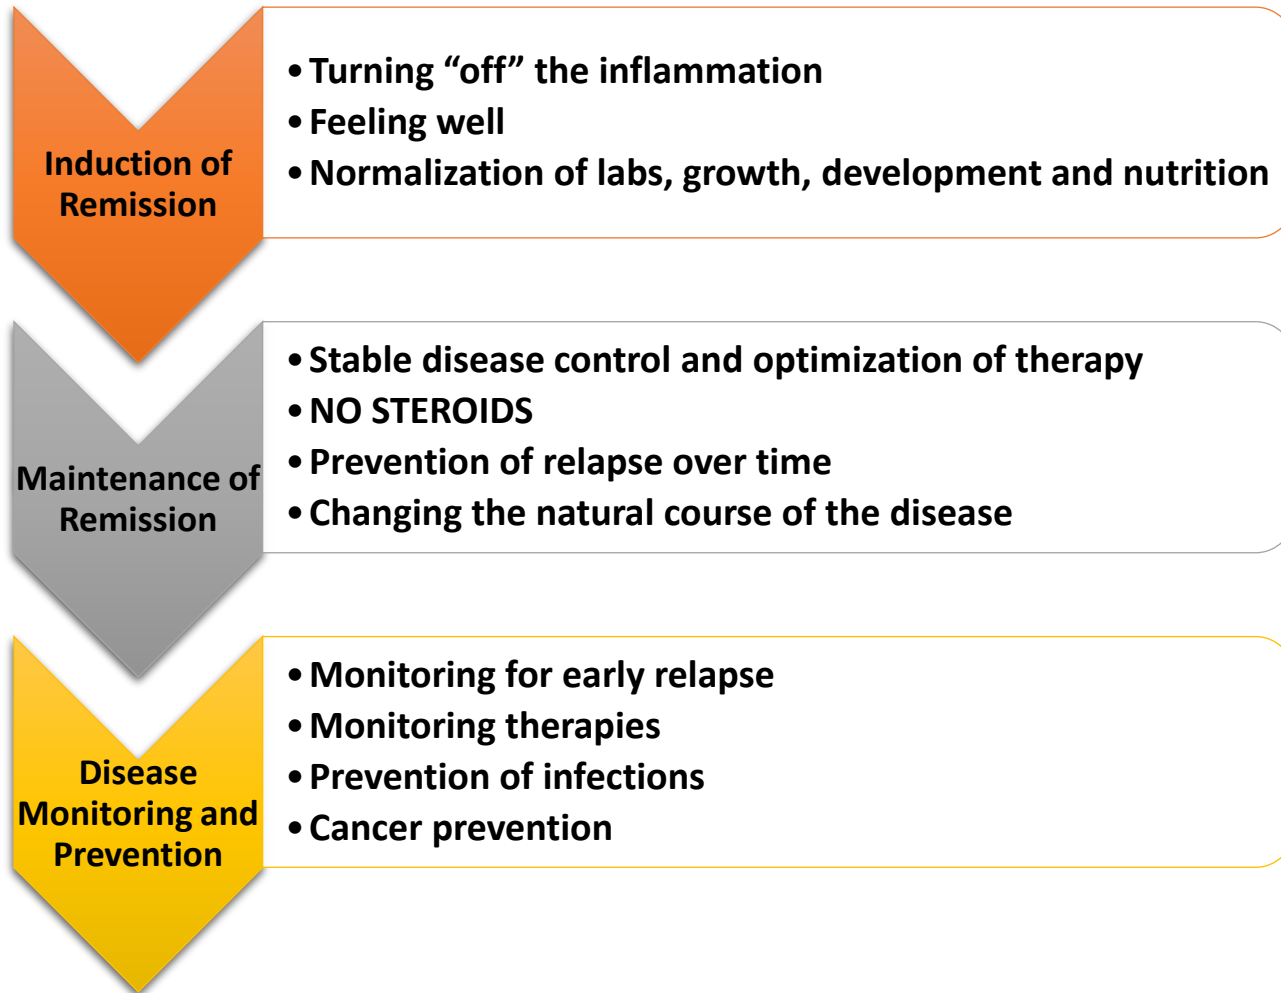 Induction of
Remission
• Turning “off” the inflammation
• Feeling well
• Normalization of labs, growth, development and nutrition
Maintenance of
Remission
• Stable disease control and optimization of therapy
• NO STEROIDS
• Prevention of relapse over time
• Changing the natural course of the disease
Disease
Monitoring and
Prevention
• Monitoring for early relapse
• Monitoring therapies
• Prevention of infections
• Cancer prevention